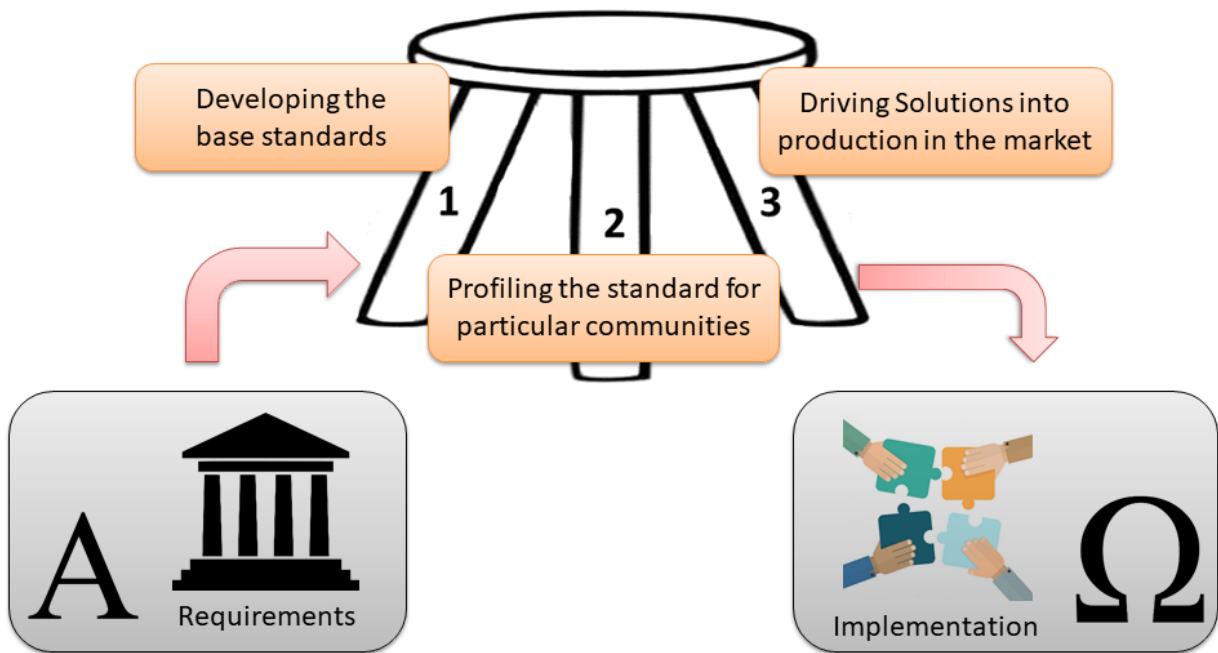 Developing the
base standards
Driving Solutions into
production in the market
1
2
3
Profiling the standard for
particular communities
Α
Requirements
Implementation
Ω